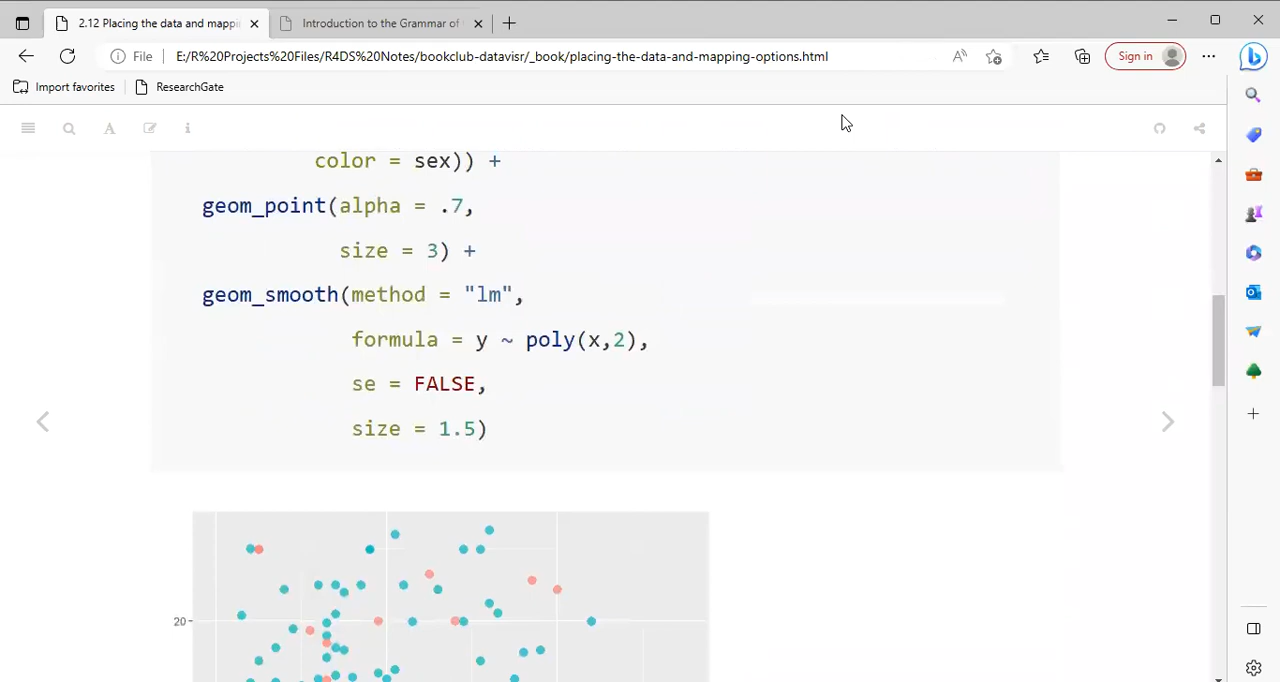 2.12 Placing the data and mappi
Introduction to the Grammar of
File
E:/R%20Projects%20Files/R4DS%20Notes/bookclub-datavisr/_book/placing-the-data-and-mapping-options.html
Sign in
Import favorites
ResearchGate
color = sex)) +
geom_point(alpha = .7,
size = 3) +
geom_smooth(method = "lm",
formula = y ~ poly(x,2),
se = FALSE,
size = 1.5)
20